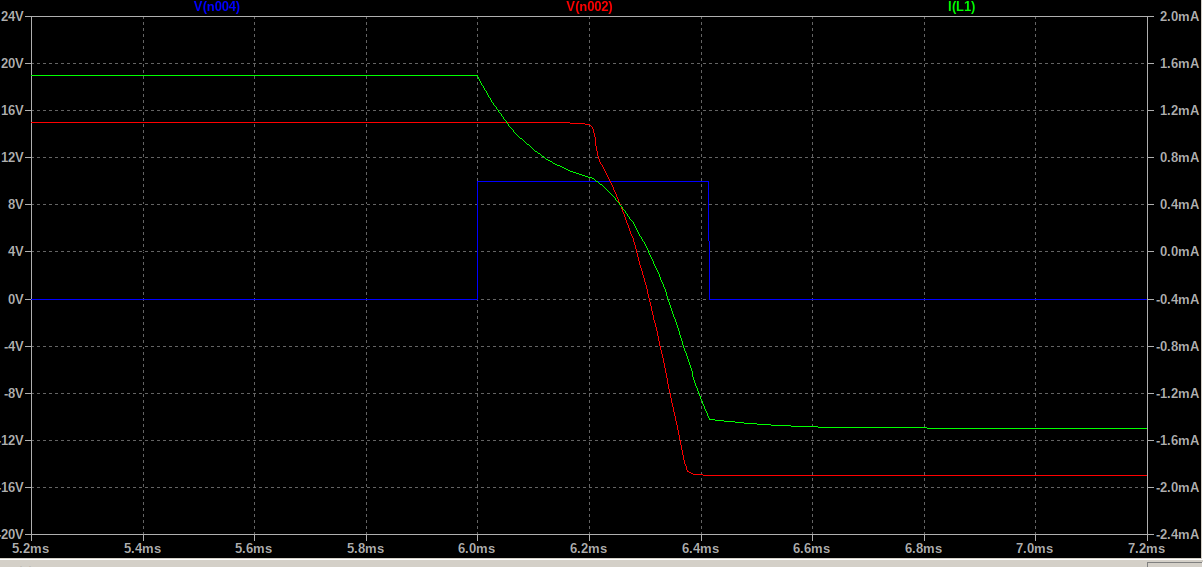 V(n004) V(n002) I(L1)
24V 2.0mA
20V 1.6mA
16V 1.2mA
12V 0.8mA
8V 0.4mA
4V 0.0mA
0V -0.4mA
-4V -0.8mA
-8V -1.2mA
-12V -1.6mA
-16V -2.0mA
-20V -2.4mA
5.2ms 5.4ms 5.6ms 5.8ms 6.0ms 6.2ms 6.4ms 6.6ms 6.8ms 7.0ms 7.2ms